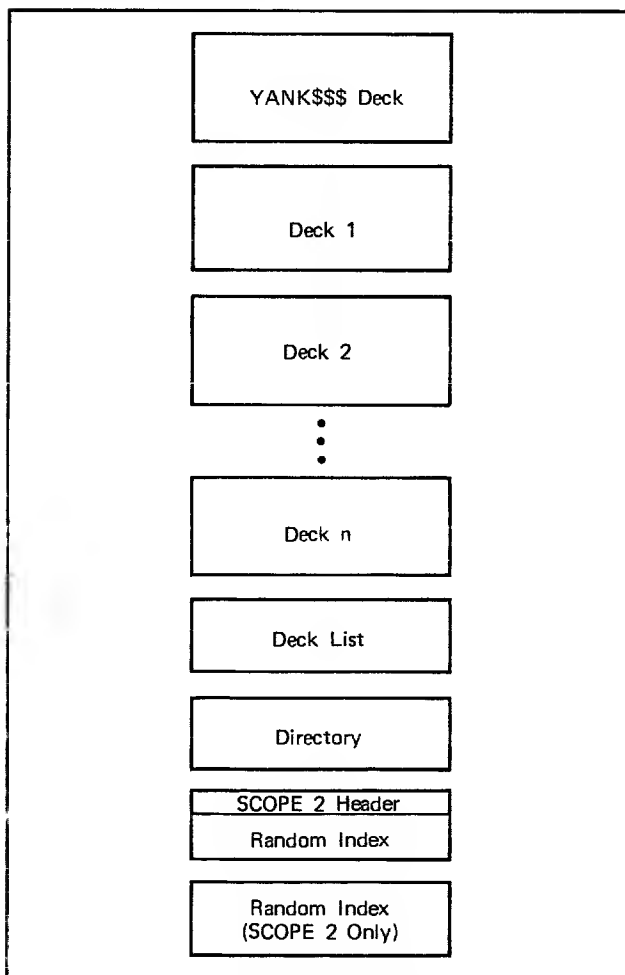 YANK$$$ Deck
Deck 1
Deck 2
Deck n
Deck List
Directory
SCOPE 2 Header
Random Index
Random Index
(SCOPE 2 Only)